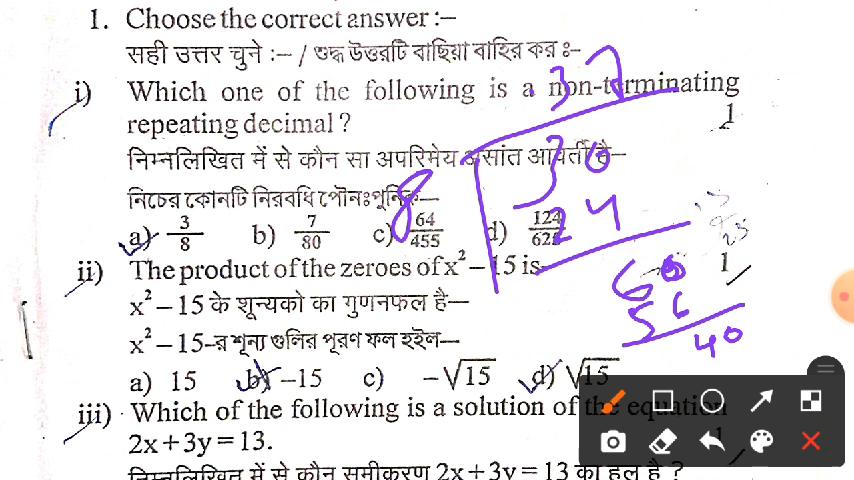 1. Choose the correct answer :–
सही उत्तर चुने :– / শুদ্ধ উত্তরটি বাছিয়া বাহির কর ঃ–
i) Which one of the following is a non-terminating
repeating decimal ? 1
निम्नलिखित में से कौन सा अपरिमेय असांत आवर्ती है–
নিচের কোনটি নিরবধি পৌনঃপুনিক–
a) 3/8 b) 7/80 c) 64/455 d) 124/625
ii) The product of the zeroes of x² – 15 is– 1
x² – 15 के शून्यको का गुणनफल है—
x² – 15-র শূন্য গুলির পূরণ ফল হইল—
a) 15 b) –15 c) –√15 d) √15
iii) Which of the following is a solution of the equation
2x + 3y = 13. 1
निम्नलिखित में से कौन समीकरण 2x + 3y = 13 का हल है ?
37
8 30
24
60
56
40